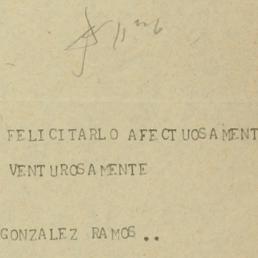 FELICITARLO AFECTUOSAMENT
VENTUROSAMENTE
GONZALEZ RAMOS..